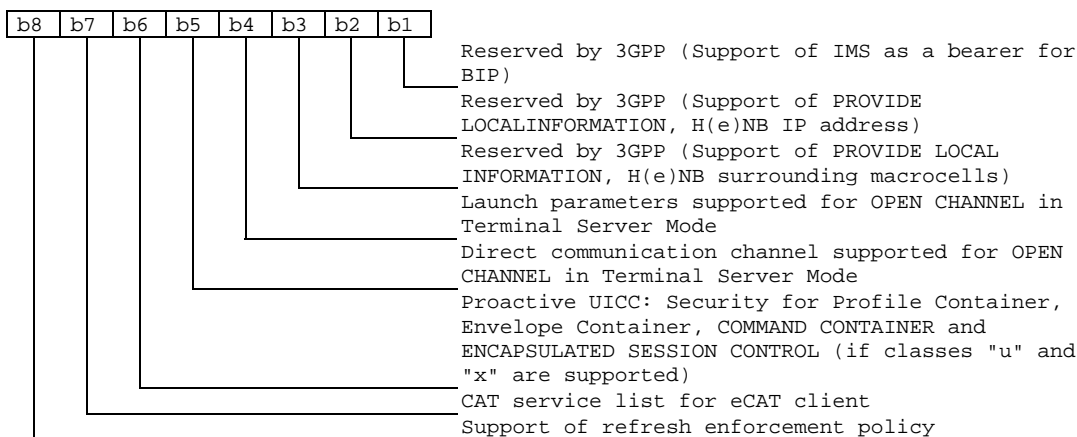 b8 b7 b6 b5 b4 b3 b2 b1
Reserved by 3GPP (Support of IMS as a bearer for
BIP)
Reserved by 3GPP (Support of PROVIDE
LOCALINFORMATION, H(e)NB IP address)
Reserved by 3GPP (Support of PROVIDE LOCAL
INFORMATION, H(e)NB surrounding macrocells)
Launch parameters supported for OPEN CHANNEL in
Terminal Server Mode
Direct communication channel supported for OPEN
CHANNEL in Terminal Server Mode
Proactive UICC: Security for Profile Container,
Envelope Container, COMMAND CONTAINER and
ENCAPSULATED SESSION CONTROL (if classes "u" and
"x" are supported)
CAT service list for eCAT client
Support of refresh enforcement policy